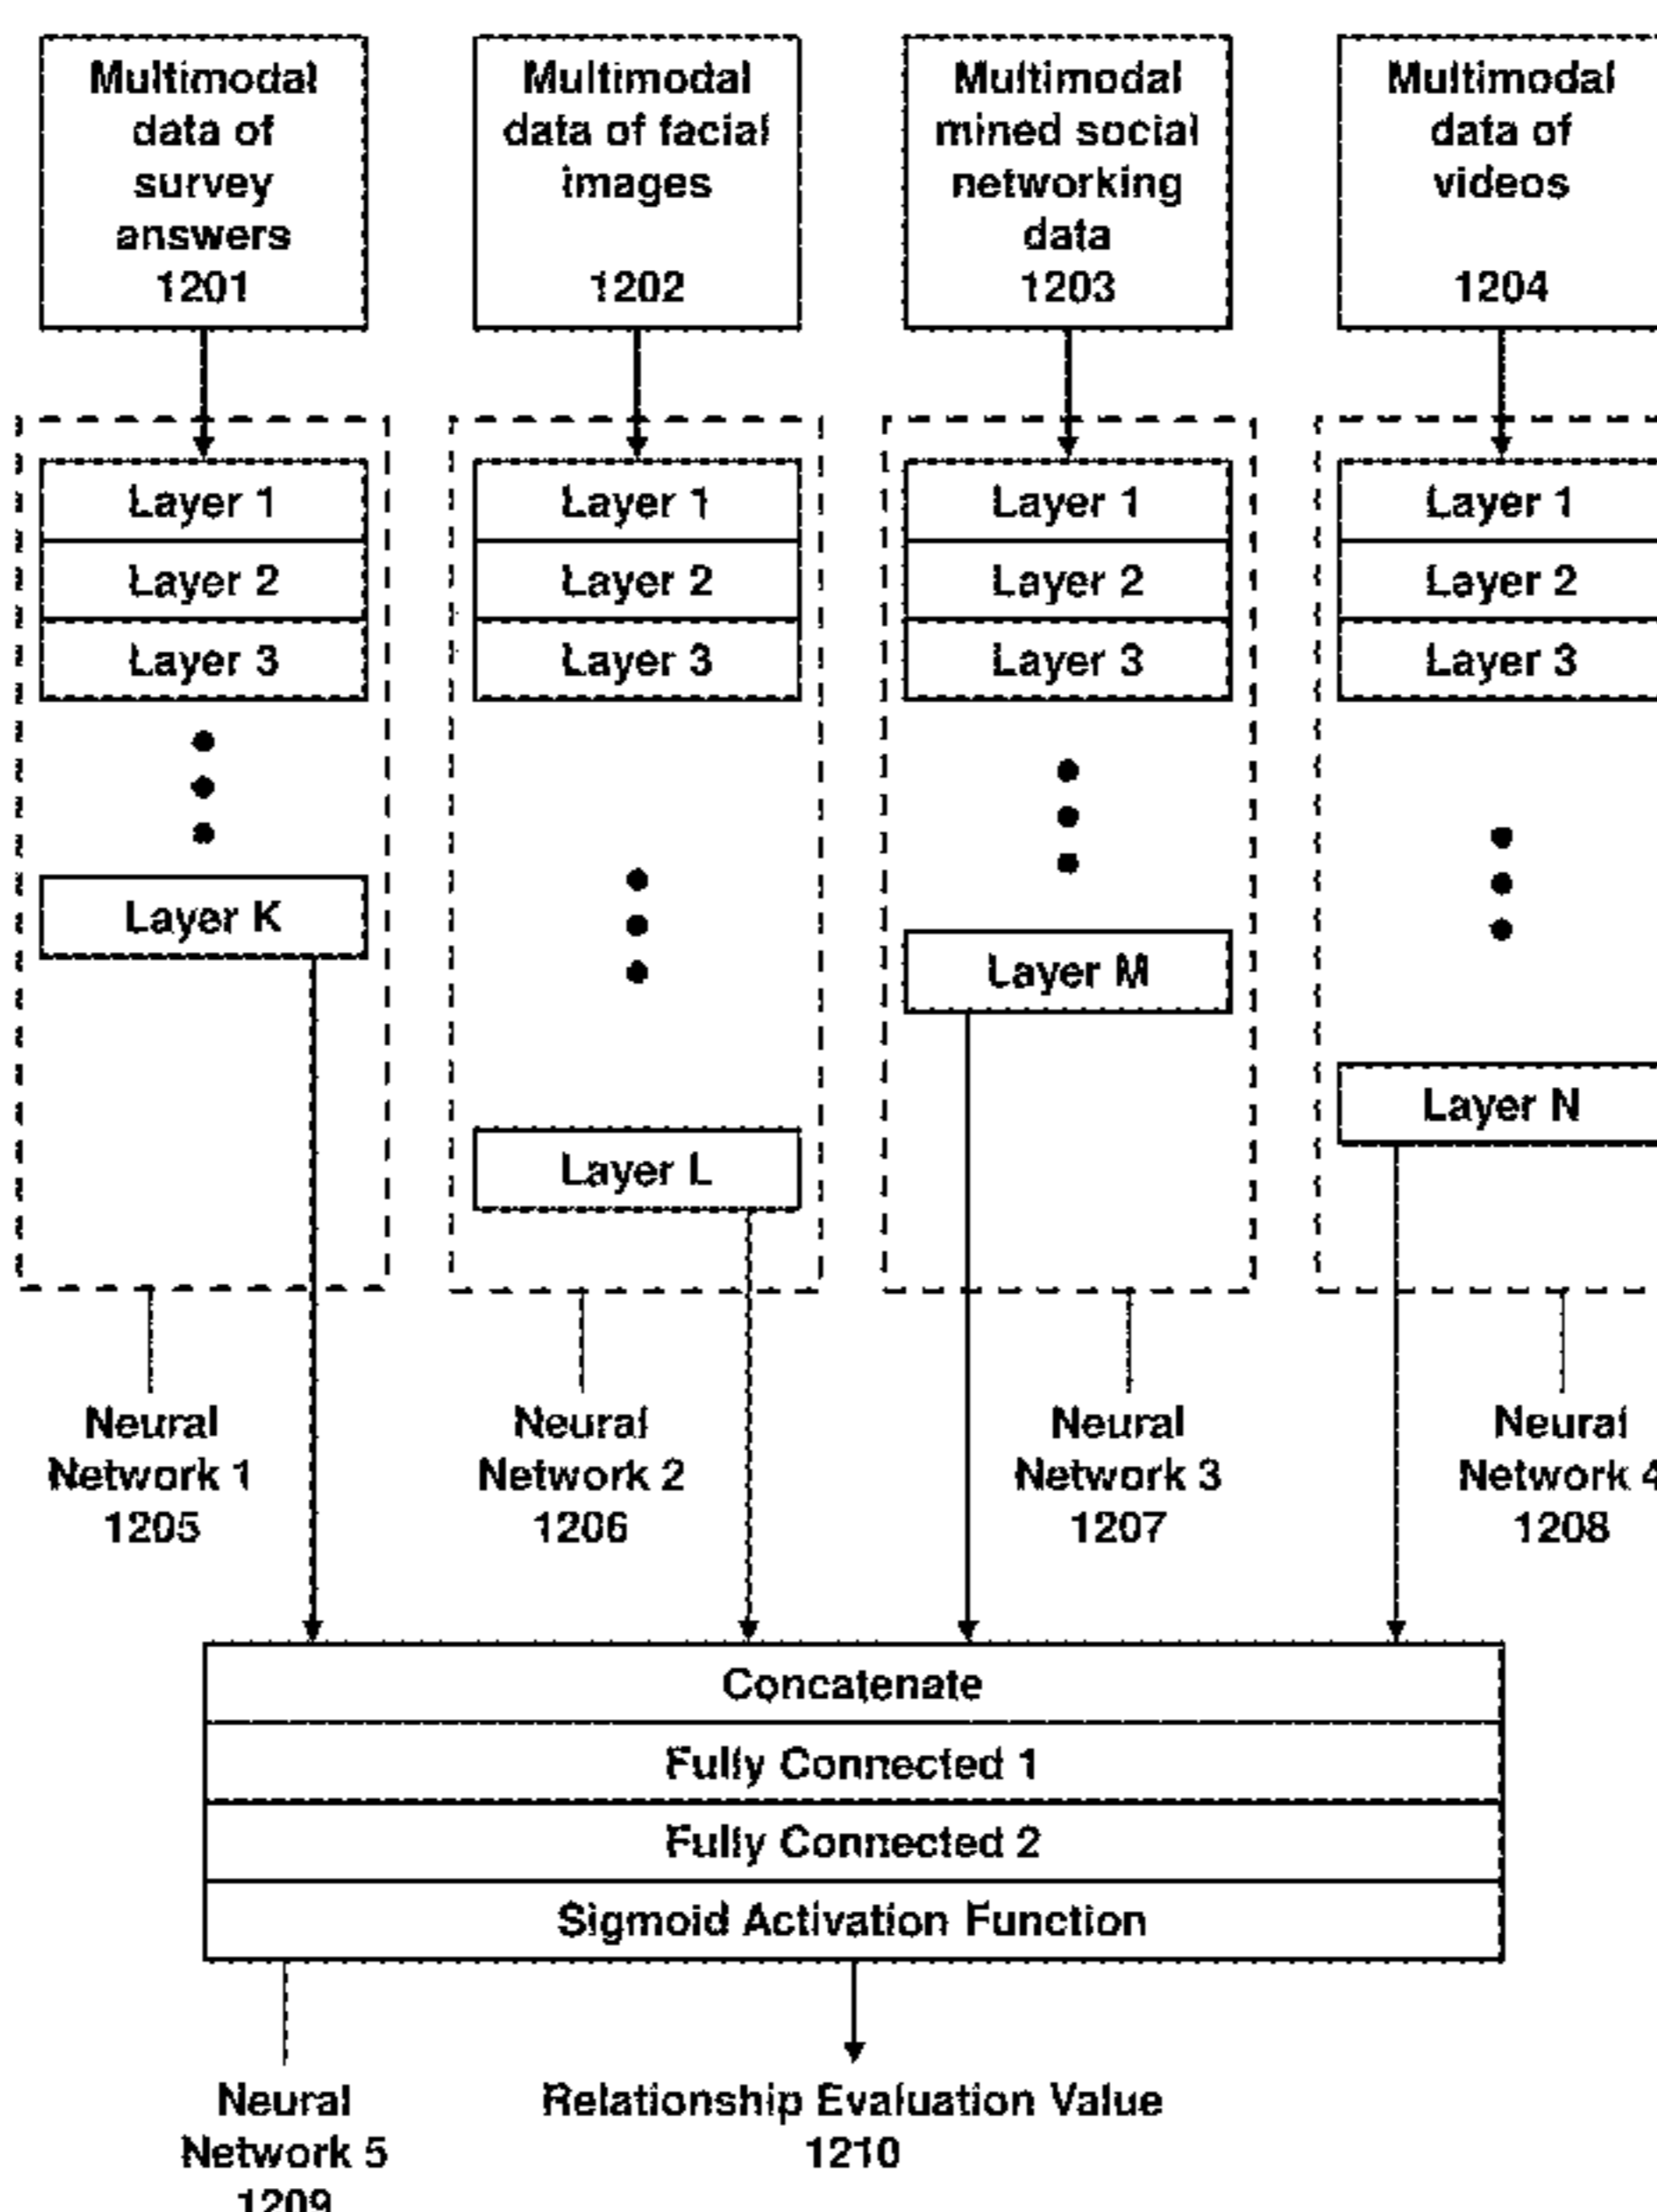 Multimodal
data of
survey
answers
1201
Multimodal
data of facial
images
1202
Multimodal
mined social
networking
data
1203
Multimodal
data of
videos
1204
Layer 1
Layer 2
Layer 3
Layer K
Layer 1
Layer 2
Layer 3
Layer L
Layer 1
Layer 2
Layer 3
Layer M
Layer 1
Layer 2
Layer 3
Layer N
Neural
Network 1
1205
Neural
Network 2
1206
Neural
Network 3
1207
Neural
Network 4
1208
Concatenate
Fully Connected 1
Fully Connected 2
Sigmoid Activation Function
Neural
Network 5
1209
Relationship Evaluation Value
1210